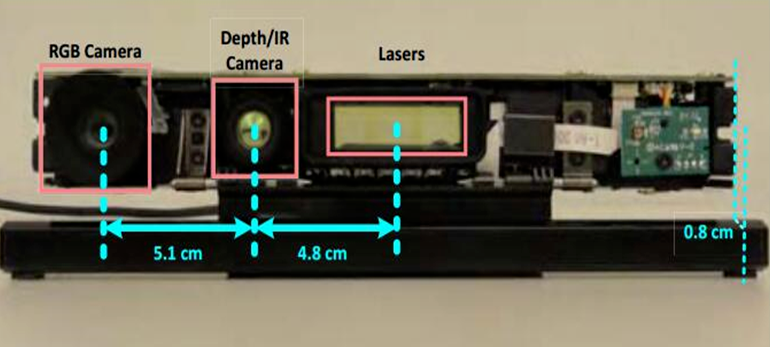 RGB Camera
Depth/IR
Camera
Lasers
5.1 cm
4.8 cm
0.8 cm